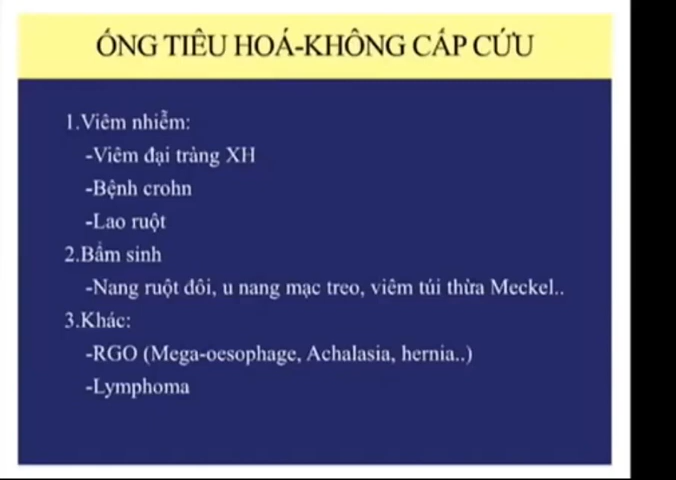 ỐNG TIÊU HOÁ-KHÔNG CẤP CỨU
1.Viêm nhiễm:
-Viêm đại tràng XH
-Bệnh crohn
-Lao ruột
2.Bẩm sinh
-Nang ruột đôi, u nang mạc treo, viêm túi thừa Meckel..
3.Khác:
-RGO (Mega-oesophage, Achalasia, hernia..)
-Lymphoma